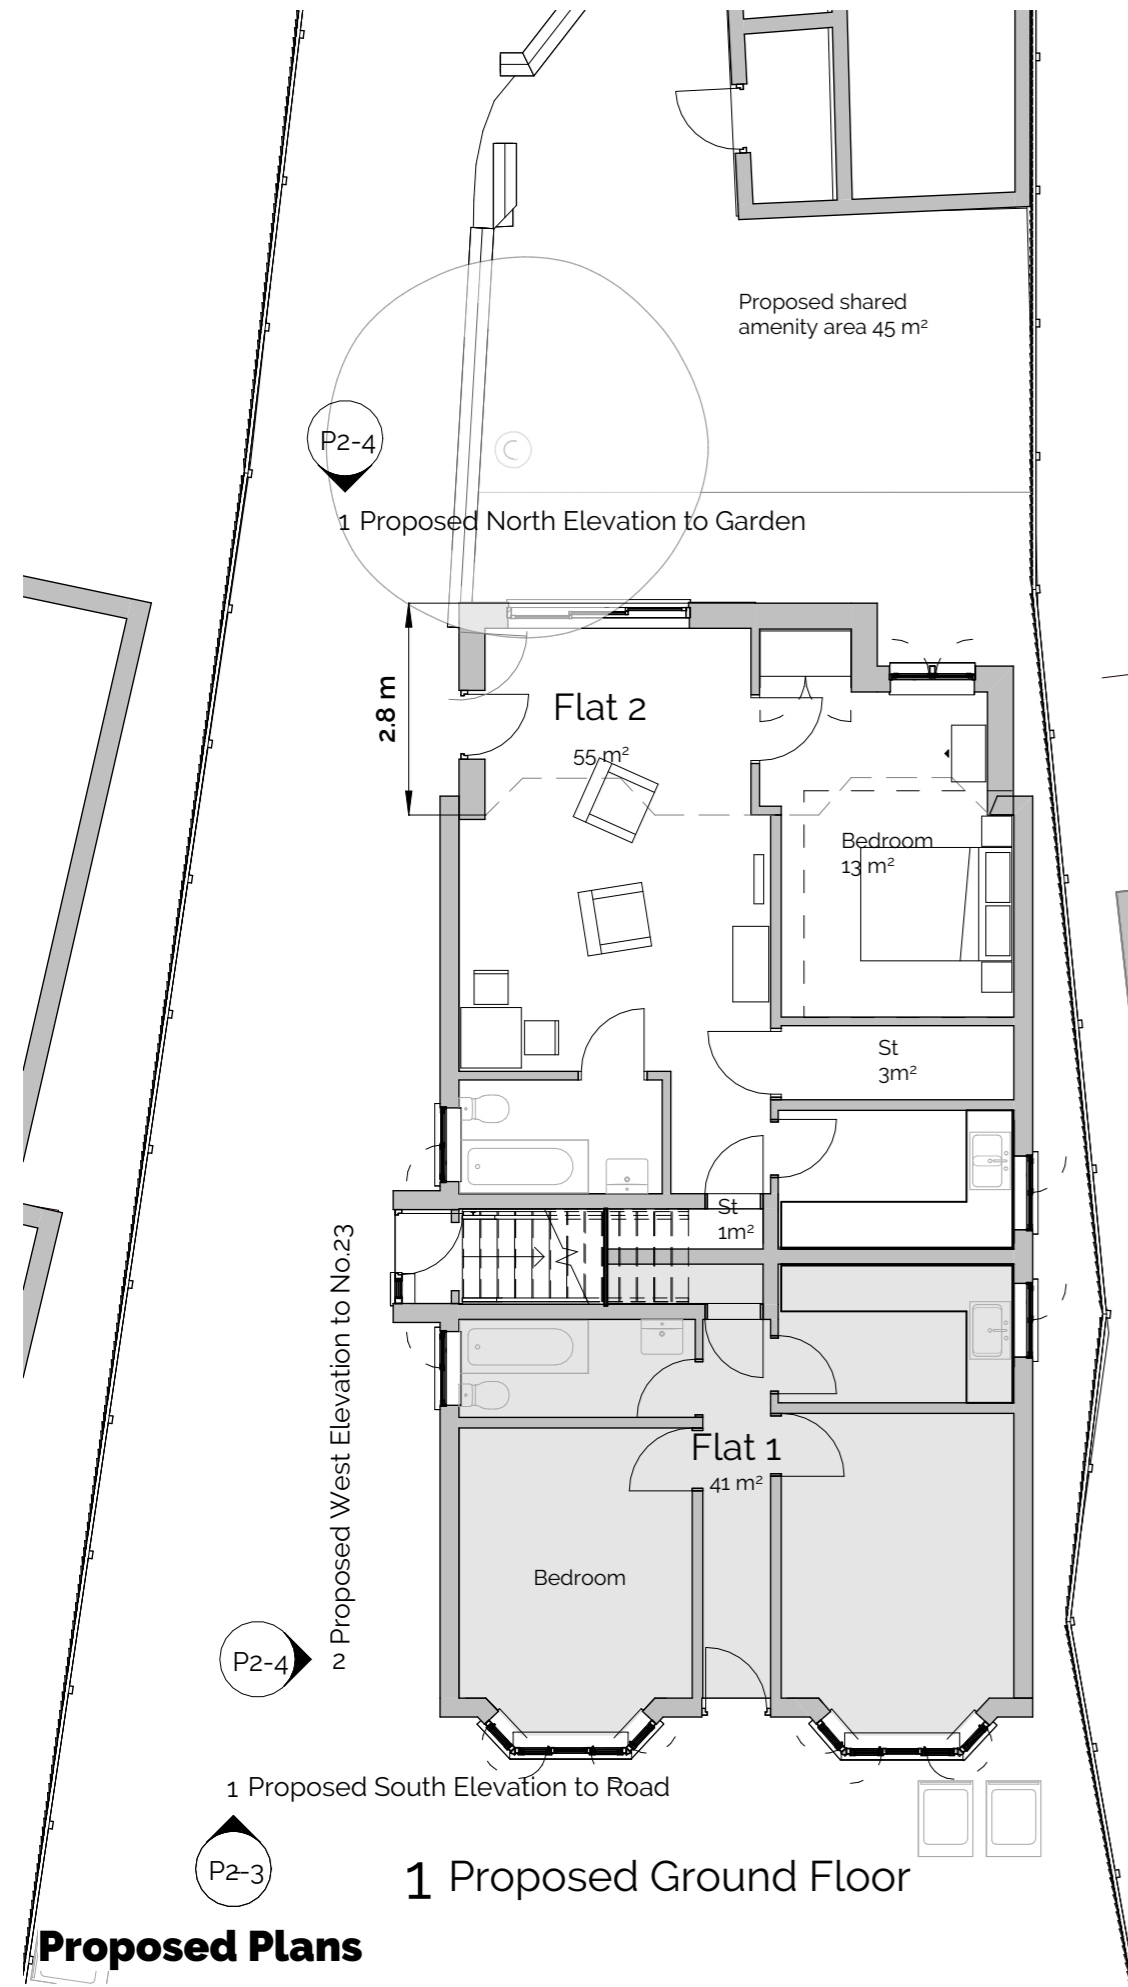 Proposed shared
amenity area 45 m²
P2-4
1 Proposed North Elevation to Garden
2.8 m
Flat 2
55 m²
Bedroom
13 m²
St
3m²
St
1m²
2 Proposed West Elevation to No.23
Flat 1
41 m²
Bedroom
P2-4
2
1 Proposed South Elevation to Road
P2-3
1 Proposed Ground Floor
Proposed Plans